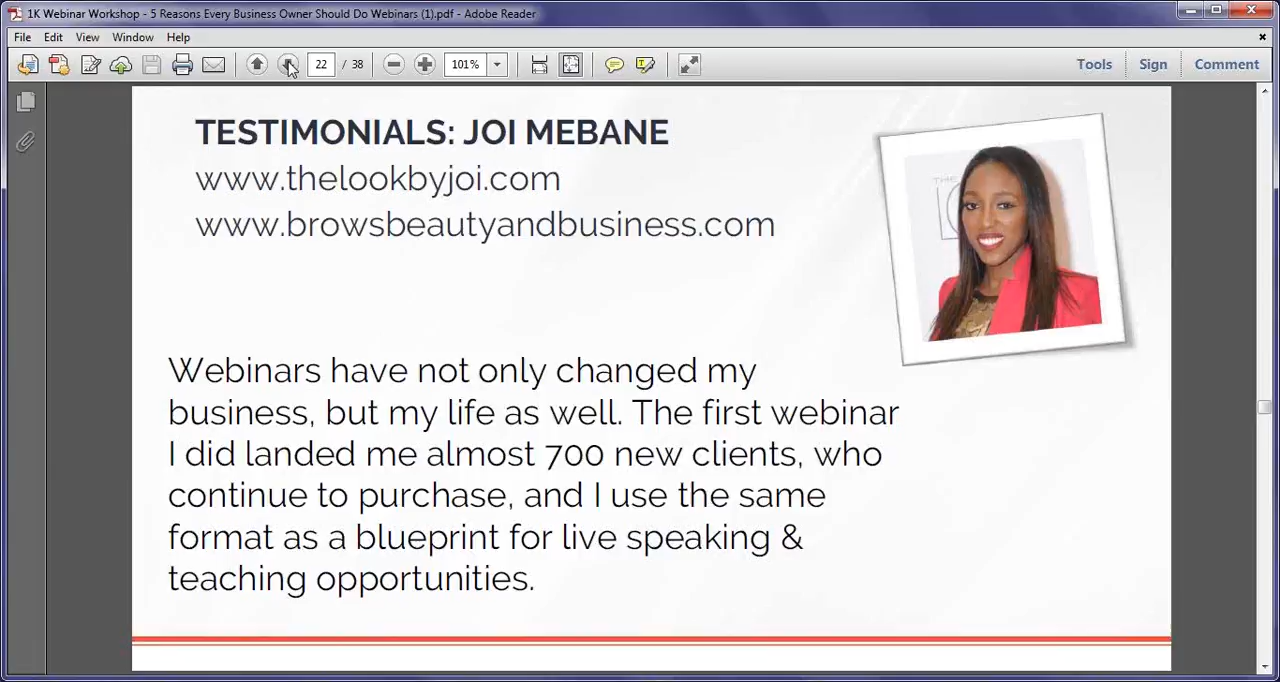 1K Webinar Workshop - 5 Reasons Every Business Owner Should Do Webinars (1).pdf - Adobe Reader
File Edit View Window Help
22 / 38 101% Tools Sign Comment
TESTIMONIALS: JOI MEBANE
www.thelookbyjoi.com
www.browsbeautyandbusiness.com
Webinars have not only changed my
business, but my life as well. The first webinar
I did landed me almost 700 new clients, who
continue to purchase, and I use the same
format as a blueprint for live speaking &
teaching opportunities.